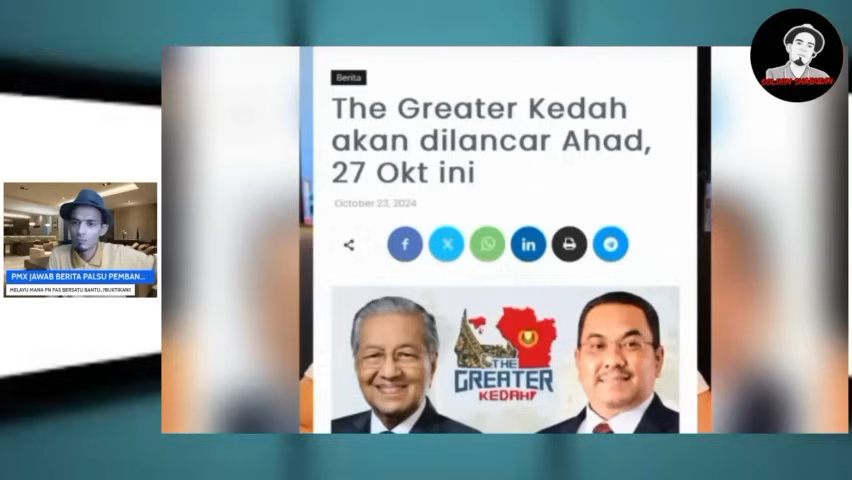 Berita
The Greater Kedah
akan dilancar Ahad,
27 Okt ini
October 23, 2024
THE
GREATER
KEDAH
PMX JAWAB BERITA PALSU PEMBAN...
MELAYU MANA PN PAS BERSATU BANTU..?BUKTIKAN!!